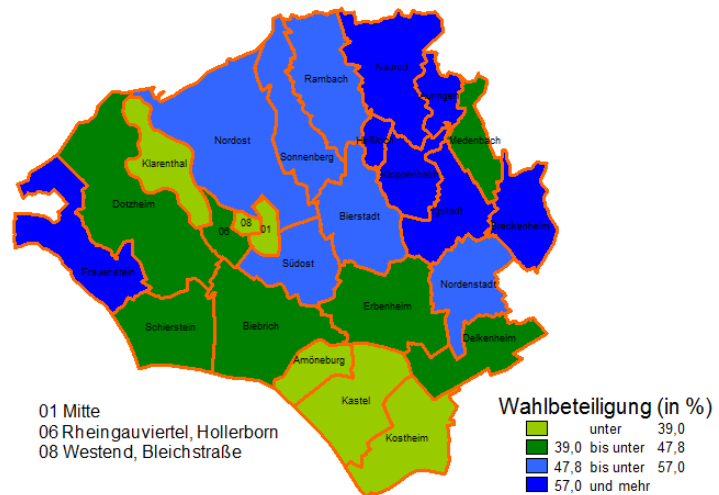 Naurod
Rambach
Auringen
Nordost
Heßloch
Medenbach
Klarenthal
Sonnenberg
Kloppenheim
Dotzheim
Igstadt
Bierstadt
08
01
06
Breckenheim
Südost
Frauenstein
Nordenstadt
Erbenheim
Schierstein
Biebrich
Delkenheim
Amöneburg
Kastel
Kostheim
01 Mitte
06 Rheingauviertel, Hollerborn
08 Westend, Bleichstraße
Wahlbeteiligung (in %)
unter 39,0
39,0 bis unter 47,8
47,8 bis unter 57,0
57,0 und mehr